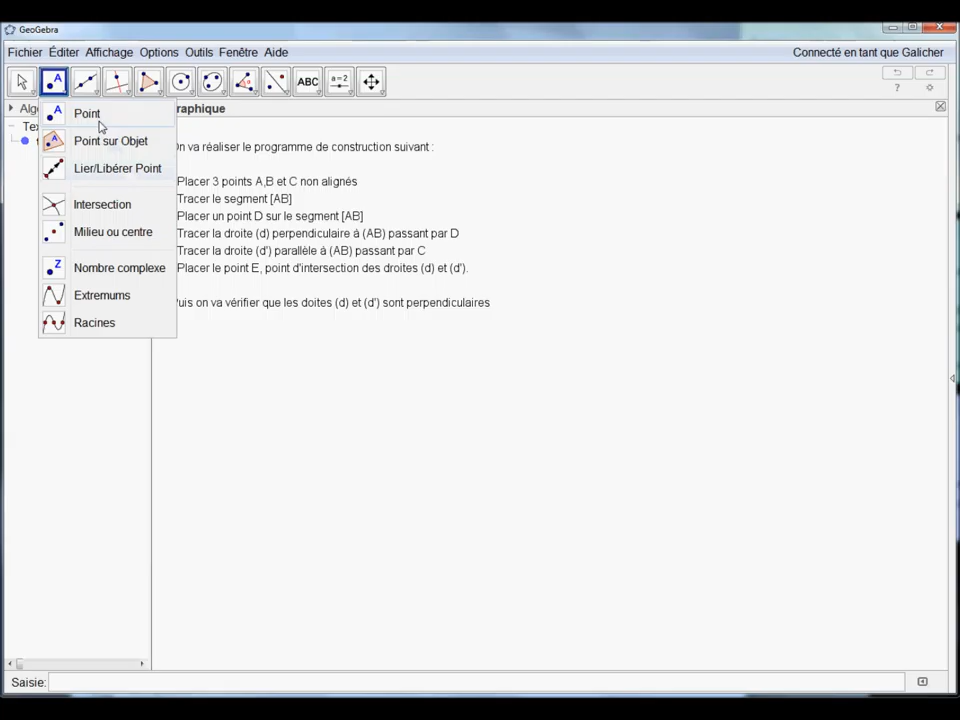 GeoGebra
Fichier Éditer Affichage Options Outils Fenêtre Aide
Connecté en tant que Galicher
ABC
a=2
Alg
raphique
Tex
Point
Point sur Objet
Lier/Libérer Point
Intersection
Milieu ou centre
Nombre complexe
Extremums
Racines
On va réaliser le programme de construction suivant :
Placer 3 points A,B et C non alignés
Tracer le segment [AB]
Placer un point D sur le segment [AB]
Tracer la droite (d) perpendiculaire à (AB) passant par D
Tracer la droite (d') parallèle à (AB) passant par C
Placer le point E, point d'intersection des droites (d) et (d').
uis on va vérifier que les doites (d) et (d') sont perpendiculaires
Saisie: